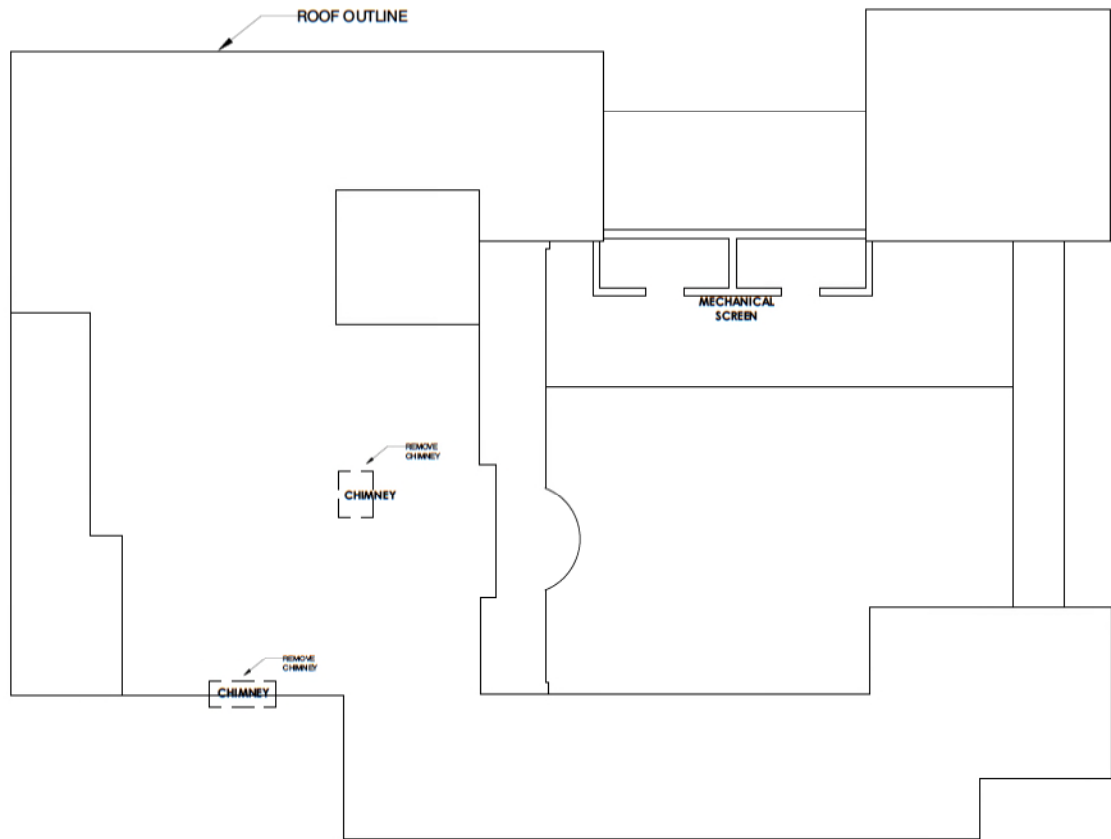 ROOF OUTLINE
MECHANICAL
SCREEN
REMOVE
CHIMNEY
CHIMNEY
REMOVE
CHIMNEY
CHIMNEY